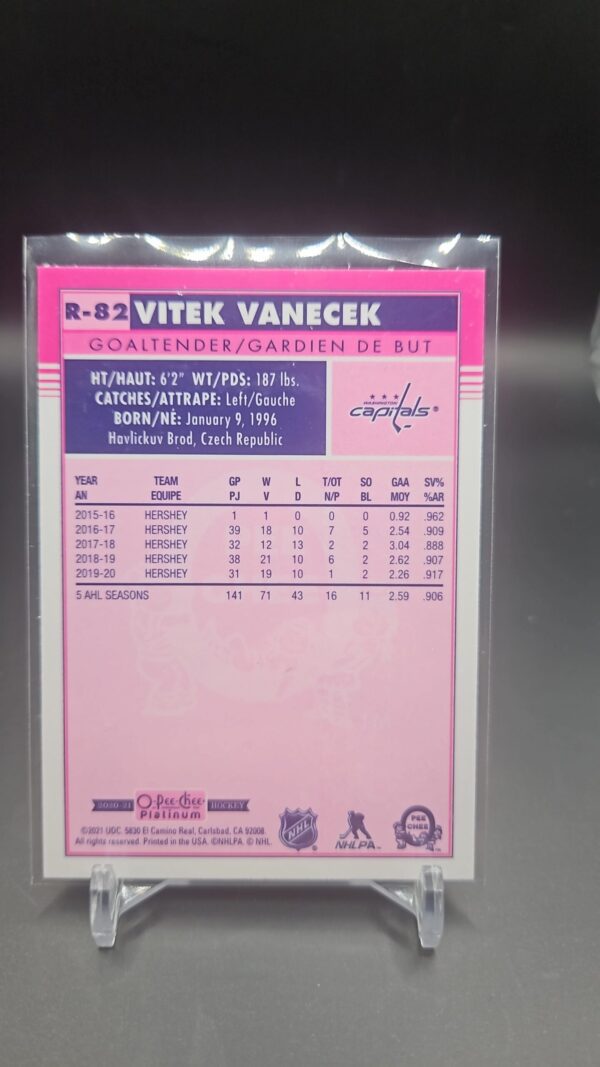 R-82 VITEK VANECEK
GOALTENDER/GARDIEN DE BUT
HT/HAUT: 6'2" WT/PDS: 187 lbs.
CATCHES/ATTRAPE: Left/Gauche
BORN/NÉ: January 9, 1996
Havlickuv Brod, Czech Republic
WASHINGTON
capitals®
YEAR TEAM GP W L T/OT SO GAA SV%
AN EQUIPE PJ V D N/P BL MOY %AR
2015-16 HERSHEY 1 1 0 0 0 0.92 .962
2016-17 HERSHEY 39 18 10 7 5 2.54 .909
2017-18 HERSHEY 32 12 13 2 2 3.04 .888
2018-19 HERSHEY 38 21 10 6 2 2.62 .907
2019-20 HERSHEY 31 19 10 1 2 2.26 .917
5 AHL SEASONS 141 71 43 16 11 2.59 .906
2020-21 O-Pee-Chee HOCKEY
Platinum
©2021 UDC. 5830 El Camino Real, Carlsbad, CA 92008.
All rights reserved. Printed in the USA. ©NHLPA. © NHL.
NHL
NHLPA™
PEE
CHEE